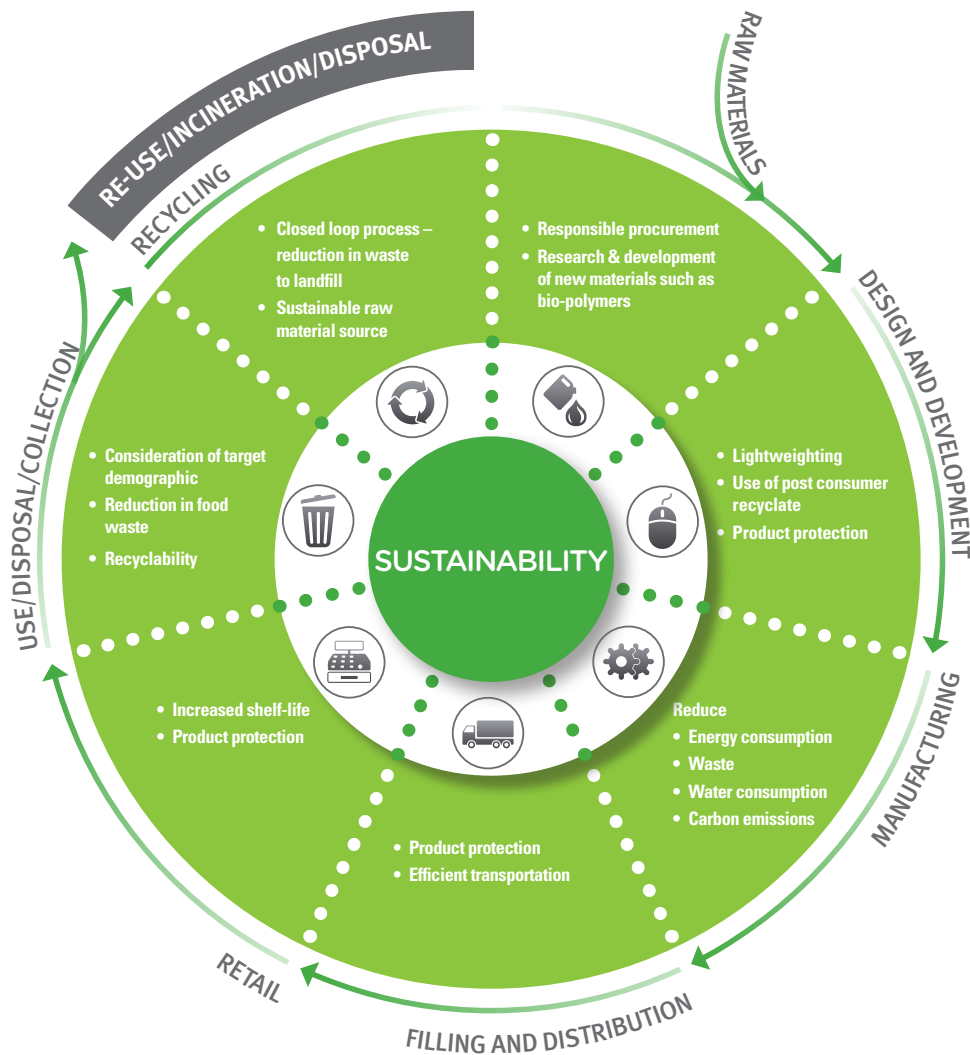 RE-USE/INCINERATION/DISPOSAL
RECYCLING
RAW MATERIALS
DESIGN AND DEVELOPMENT
MANUFACTURING
FILLING AND DISTRIBUTION
RETAIL
USE/DISPOSAL/COLLECTION
• Closed loop process –
reduction in waste
to landfill
• Sustainable raw
material source
• Responsible procurement
• Research & development
of new materials such as
bio-polymers
• Lightweighting
• Use of post consumer
recyclate
• Product protection
Reduce
• Energy consumption
• Waste
• Water consumption
• Carbon emissions
• Product protection
• Efficient transportation
• Increased shelf-life
• Product protection
• Consideration of target
demographic
• Reduction in food
waste
• Recyclability
SUSTAINABILITY